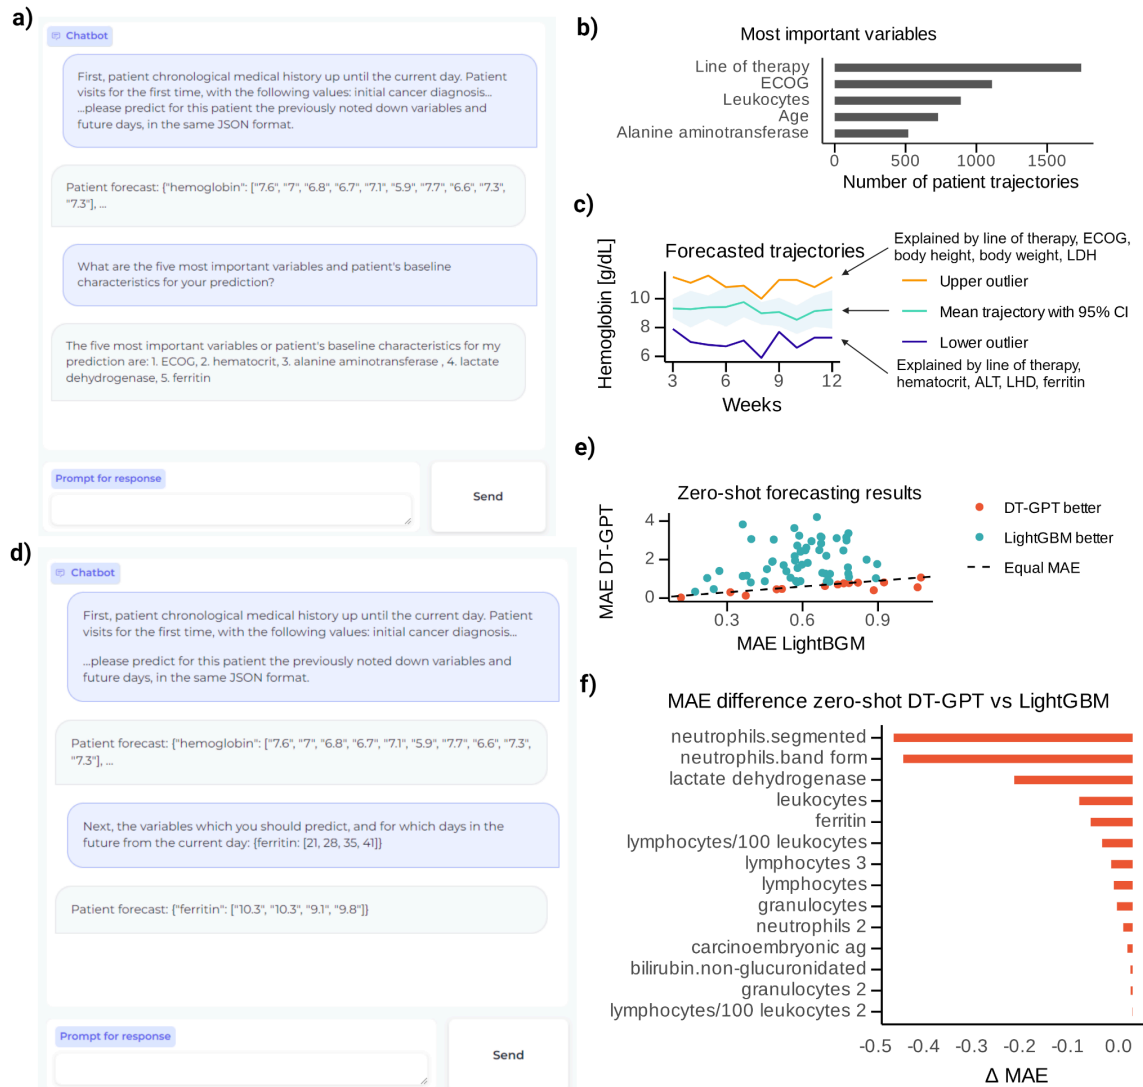 a)
Chatbot
First, patient chronological medical history up until the current day. Patient
visits for the first time, with the following values: initial cancer diagnosis...
...please predict for this patient the previously noted down variables and
future days, in the same JSON format.
Patient forecast: {"hemoglobin": ["7.6", "7", "6.8", "6.7", "7.1", "5.9", "7.7", "6.6", "7.3",
"7.3"], ...
What are the five most important variables and patient's baseline
characteristics for your prediction?
The five most important variables or patient's baseline characteristics for my
prediction are: 1. ECOG, 2. hematocrit, 3. alanine aminotransferase , 4. lactate
dehydrogenase, 5. ferritin
Prompt for response
Send
b)
Most important variables
Line of therapy
ECOG
Leukocytes
Age
Alanine aminotransferase
0 500 1000 1500
Number of patient trajectories
c)
Forecasted trajectories
Hemoglobin [g/dL]
10
8
6
3 6 9 12
Weeks
Explained by line of therapy, ECOG,
body height, body weight, LDH
Upper outlier
Mean trajectory with 95% CI
Lower outlier
Explained by line of therapy,
hematocrit, ALT, LHD, ferritin
d)
Chatbot
First, patient chronological medical history up until the current day. Patient
visits for the first time, with the following values: initial cancer diagnosis...
...please predict for this patient the previously noted down variables and
future days, in the same JSON format.
Patient forecast: {"hemoglobin": ["7.6", "7", "6.8", "6.7", "7.1", "5.9", "7.7", "6.6", "7.3",
"7.3"], ...
Next, the variables which you should predict, and for which days in the
future from the current day: {ferritin: [21, 28, 35, 41]}
Patient forecast: {"ferritin": ["10.3", "10.3", "9.1", "9.8"]}
Prompt for response
Send
e)
Zero-shot forecasting results
MAE DT-GPT
4
2
0
0.3 0.6 0.9
MAE LightBGM
DT-GPT better
LightGBM better
Equal MAE
f)
MAE difference zero-shot DT-GPT vs LightGBM
neutrophils.segmented
neutrophils.band form
lactate dehydrogenase
leukocytes
ferritin
lymphocytes/100 leukocytes
lymphocytes 3
lymphocytes
granulocytes
neutrophils 2
carcinoembryonic ag
bilirubin.non-glucuronidated
granulocytes 2
lymphocytes/100 leukocytes 2
-0.5 -0.4 -0.3 -0.2 -0.1 0.0
Δ MAE